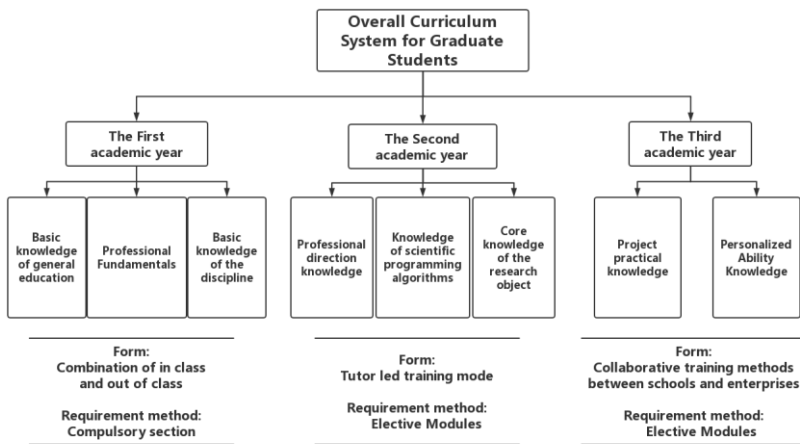 Overall Curriculum
System for Graduate
Students
The First
academic year
The Second
academic year
The Third
academic year
Basic
knowledge
of general
education
Professional
Fundamentals
Basic
knowledge
of the
discipline
Professional
direction
knowledge
Knowledge
of scientific
programming
algorithms
Core
knowledge
of the
research
object
Project
practical
knowledge
Personalized
Ability
Knowledge
Form:
Combination of in class
and out of class
Requirement method:
Compulsory section
Form:
Tutor led training mode
Requirement method:
Elective Modules
Form:
Collaborative training methods
between schools and enterprises
Requirement method:
Elective Modules